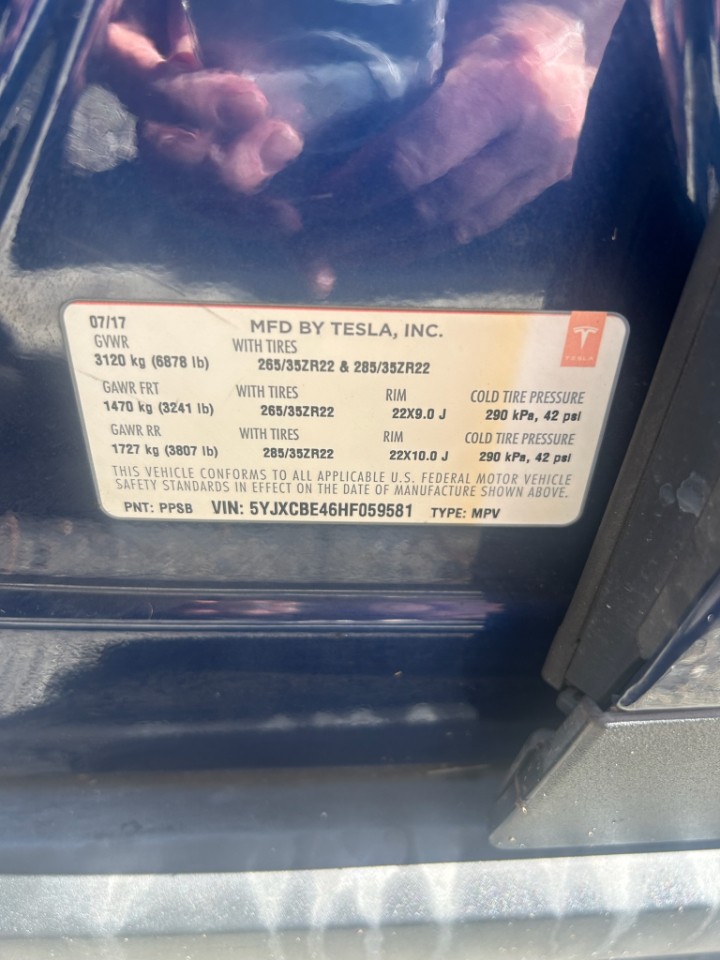 07/17 MFD BY TESLA, INC.
GVWR WITH TIRES
3120 kg (6878 lb) 265/35ZR22 & 285/35ZR22
TESLA
GAWR FRT WITH TIRES RIM COLD TIRE PRESSURE
1470 kg (3241 lb) 265/35ZR22 22X9.0 J 290 kPa, 42 psi
GAWR RR WITH TIRES RIM COLD TIRE PRESSURE
1727 kg (3807 lb) 285/35ZR22 22X10.0 J 290 kPa, 42 psi
THIS VEHICLE CONFORMS TO ALL APPLICABLE U.S. FEDERAL MOTOR VEHICLE
SAFETY STANDARDS IN EFFECT ON THE DATE OF MANUFACTURE SHOWN ABOVE.
PNT: PPSB VIN: 5YJXCBE46HF059581 TYPE: MPV